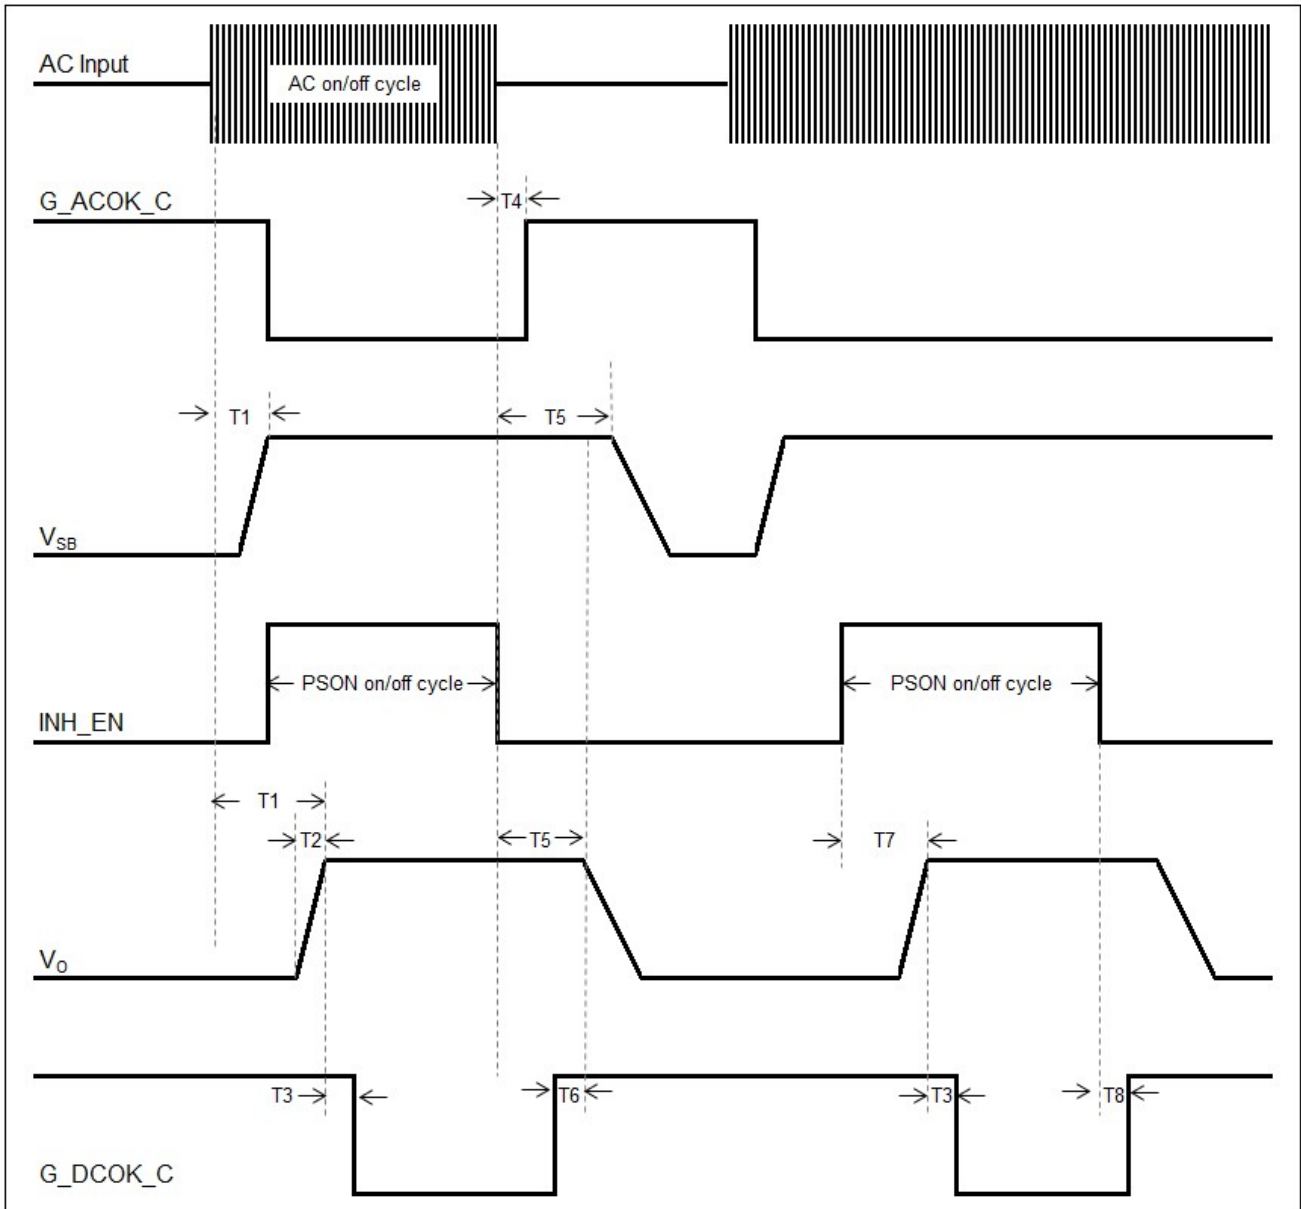 AC Input
AC on/off cycle
G_ACOK_C
T4
T1
T5
VSB
PSON on/off cycle
PSON on/off cycle
INH_EN
T1
T2
T5
T7
VO
T3
T6
T3
T8
G_DCOK_C